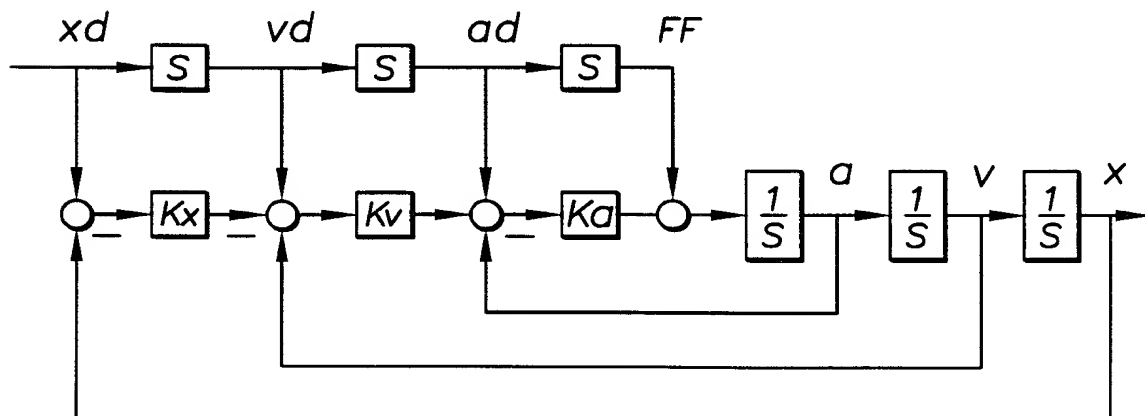 xd vd ad FF
S S S
a v x
Kx Kv Ka 1/S 1/S 1/S
− − −